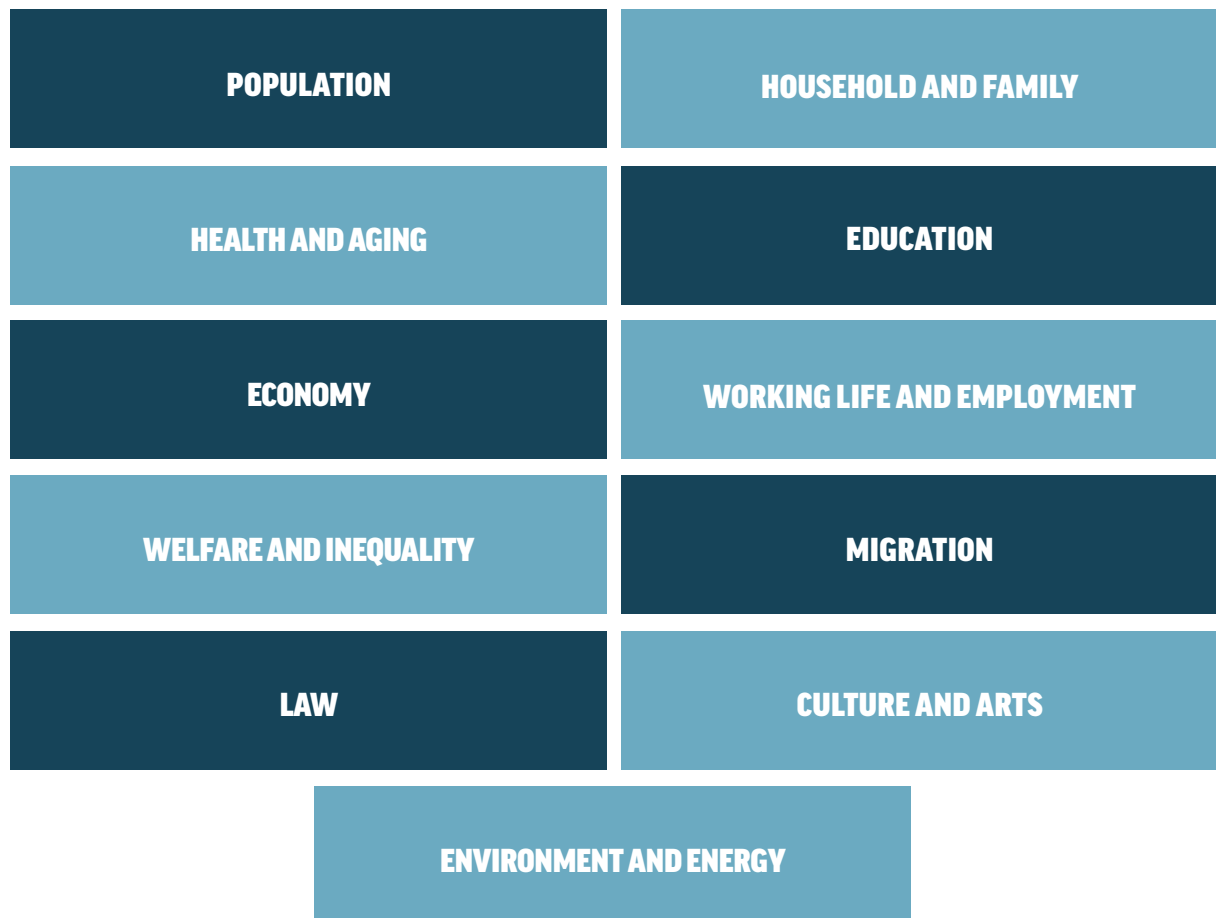 POPULATION
HOUSEHOLD AND FAMILY
HEALTH AND AGING
EDUCATION
ECONOMY
WORKING LIFE AND EMPLOYMENT
WELFARE AND INEQUALITY
MIGRATION
LAW
CULTURE AND ARTS
ENVIRONMENT AND ENERGY